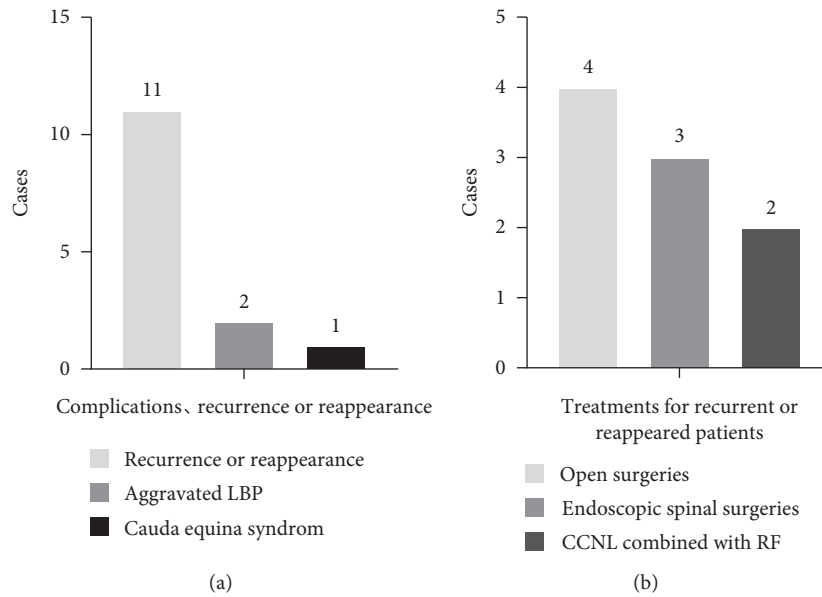 15
10
5
0
Cases
11
2
1
Complications、recurrence or reappearance
Recurrence or reappearance
Aggravated LBP
Cauda equina syndrom
(a)
5
4
3
2
1
0
Cases
4
3
2
Treatments for recurrent or
reappeared patients
Open surgeries
Endoscopic spinal surgeries
CCNL combined with RF
(b)